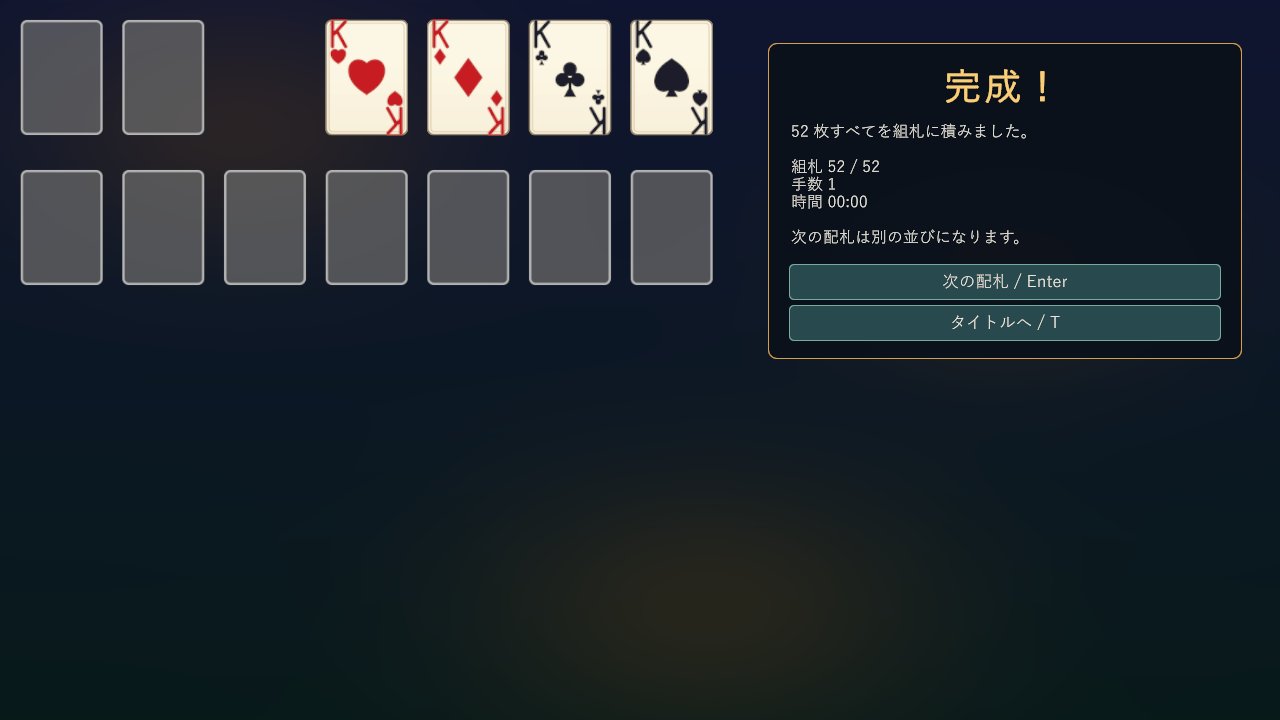 K K K K
K K K K
完成！
52 枚すべてを組札に積みました。
組札 52 / 52
手数 1
時間 00:00
次の配札は別の並びになります。
次の配札 / Enter
タイトルへ / T